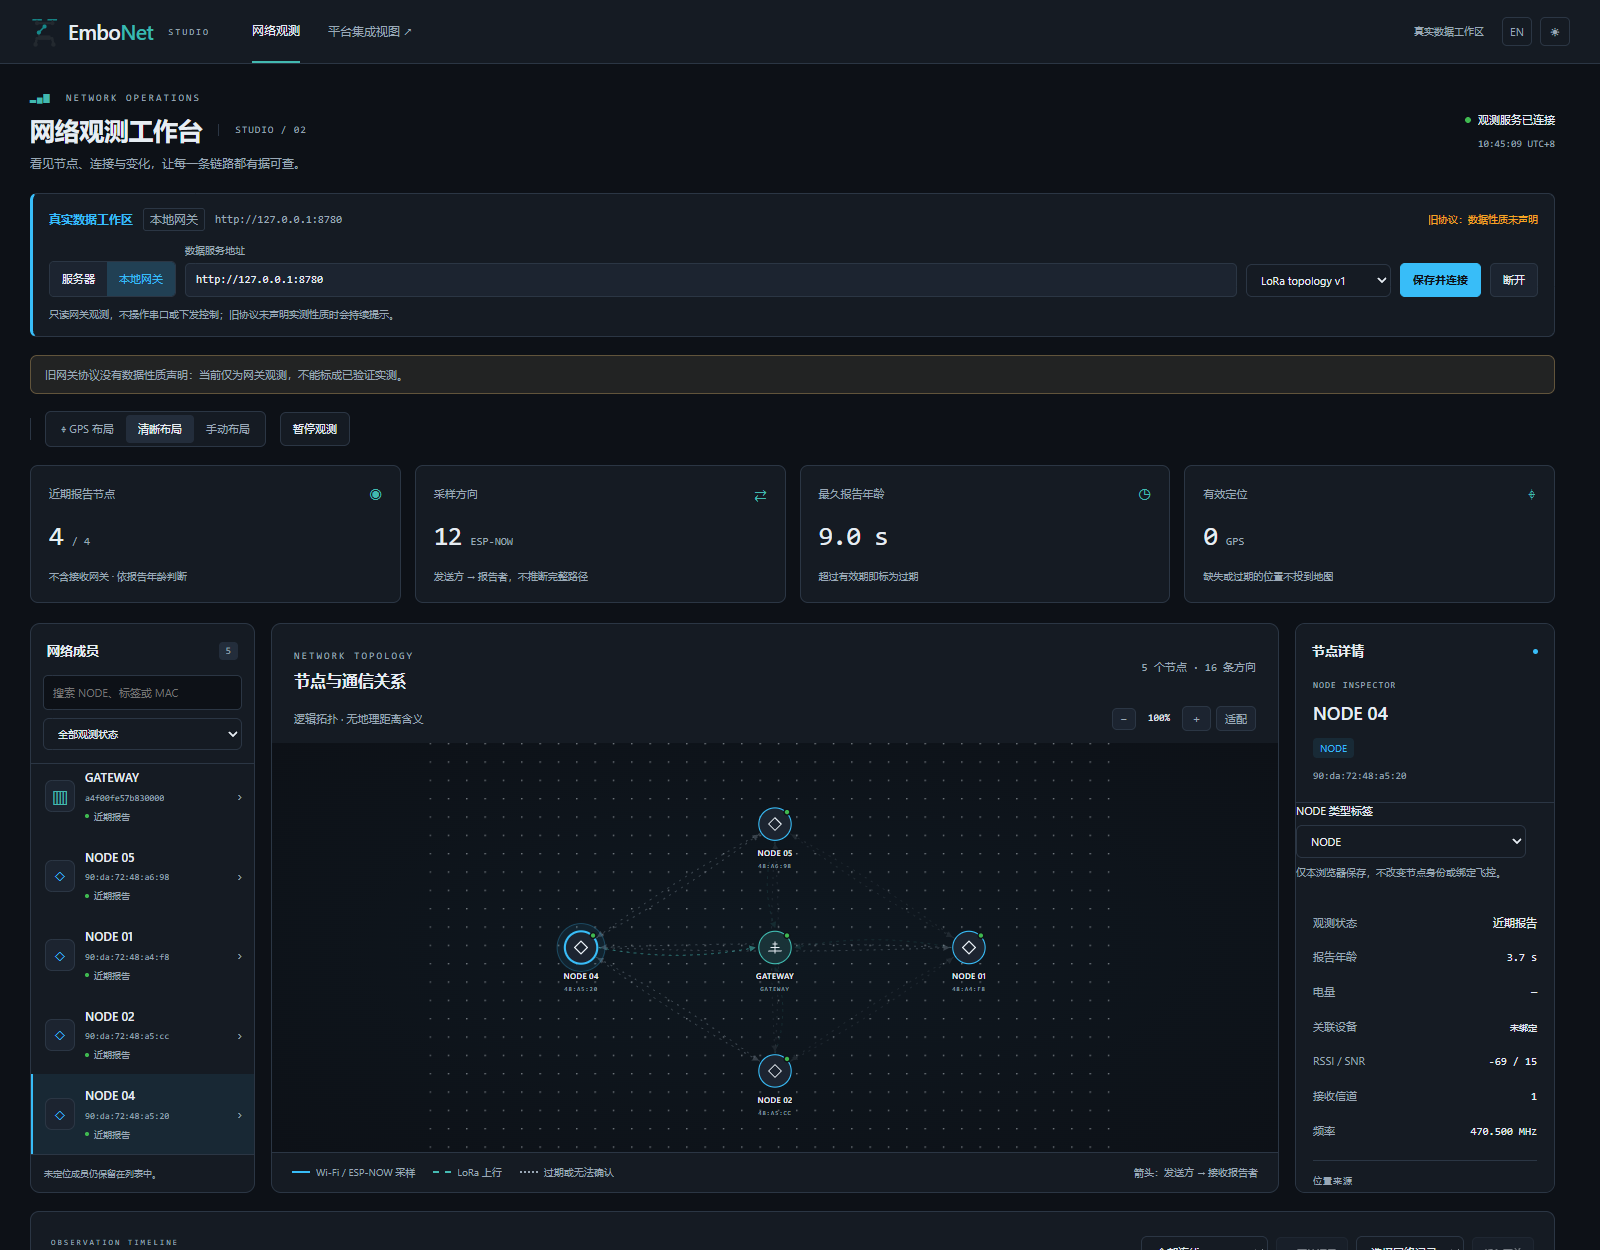 EmboNet STUDIO 网络观测 平台集成视图 ↗ 真实数据工作区 EN
NETWORK OPERATIONS
网络观测工作台 STUDIO / 02
看见节点、连接与变化，让每一条链路都有据可查。
观测服务已连接
10:45:09 UTC+8
真实数据工作区 本地网关 http://127.0.0.1:8780 旧协议：数据性质未声明
数据服务地址
服务器 本地网关 http://127.0.0.1:8780 LoRa topology v1 保存并连接 断开
只读网关观测，不操作串口或下发控制；旧协议未声明实测性质时会持续提示。
旧网关协议没有数据性质声明：当前仅为网关观测，不能标成已验证实测。
GPS 布局 清晰布局 手动布局 暂停观测
近期报告节点
4 / 4
不含接收网关 · 依报告年龄判断
采样方向
12 ESP-NOW
发送方 → 报告者，不推断完整路径
最久报告年龄
9.0 s
超过有效期即标为过期
有效定位
0 GPS
缺失或过期的位置不投到地图
网络成员 5
搜索 NODE、标签或 MAC
全部观测状态
GATEWAY
a4f00fe57b830000
近期报告
NODE 05
90:da:72:48:a6:98
近期报告
NODE 01
90:da:72:48:a4:f8
近期报告
NODE 02
90:da:72:48:a5:cc
近期报告
NODE 04
90:da:72:48:a5:20
近期报告
未定位成员仍保留在列表中。
NETWORK TOPOLOGY
节点与通信关系
5 个节点 · 16 条方向
逻辑拓扑 · 无地理距离含义
− 100% + 适配
NODE 05
48:A6:98
NODE 04
48:A5:20
GATEWAY
GATEWAY
NODE 01
48:A4:F8
NODE 02
48:A5:CC
Wi-Fi / ESP-NOW 采样 LoRa 上行 过期或无法确认 箭头：发送方 → 接收报告者
节点详情
NODE INSPECTOR
NODE 04
NODE
90:da:72:48:a5:20
NODE 类型标签
NODE
仅本浏览器保存，不改变节点身份或绑定飞控。
观测状态 近期报告
报告年龄 3.7 s
电量 —
关联设备 未绑定
RSSI / SNR -69 / 15
接收信道 1
频率 470.500 MHz
位置来源
OBSERVATION TIMELINE